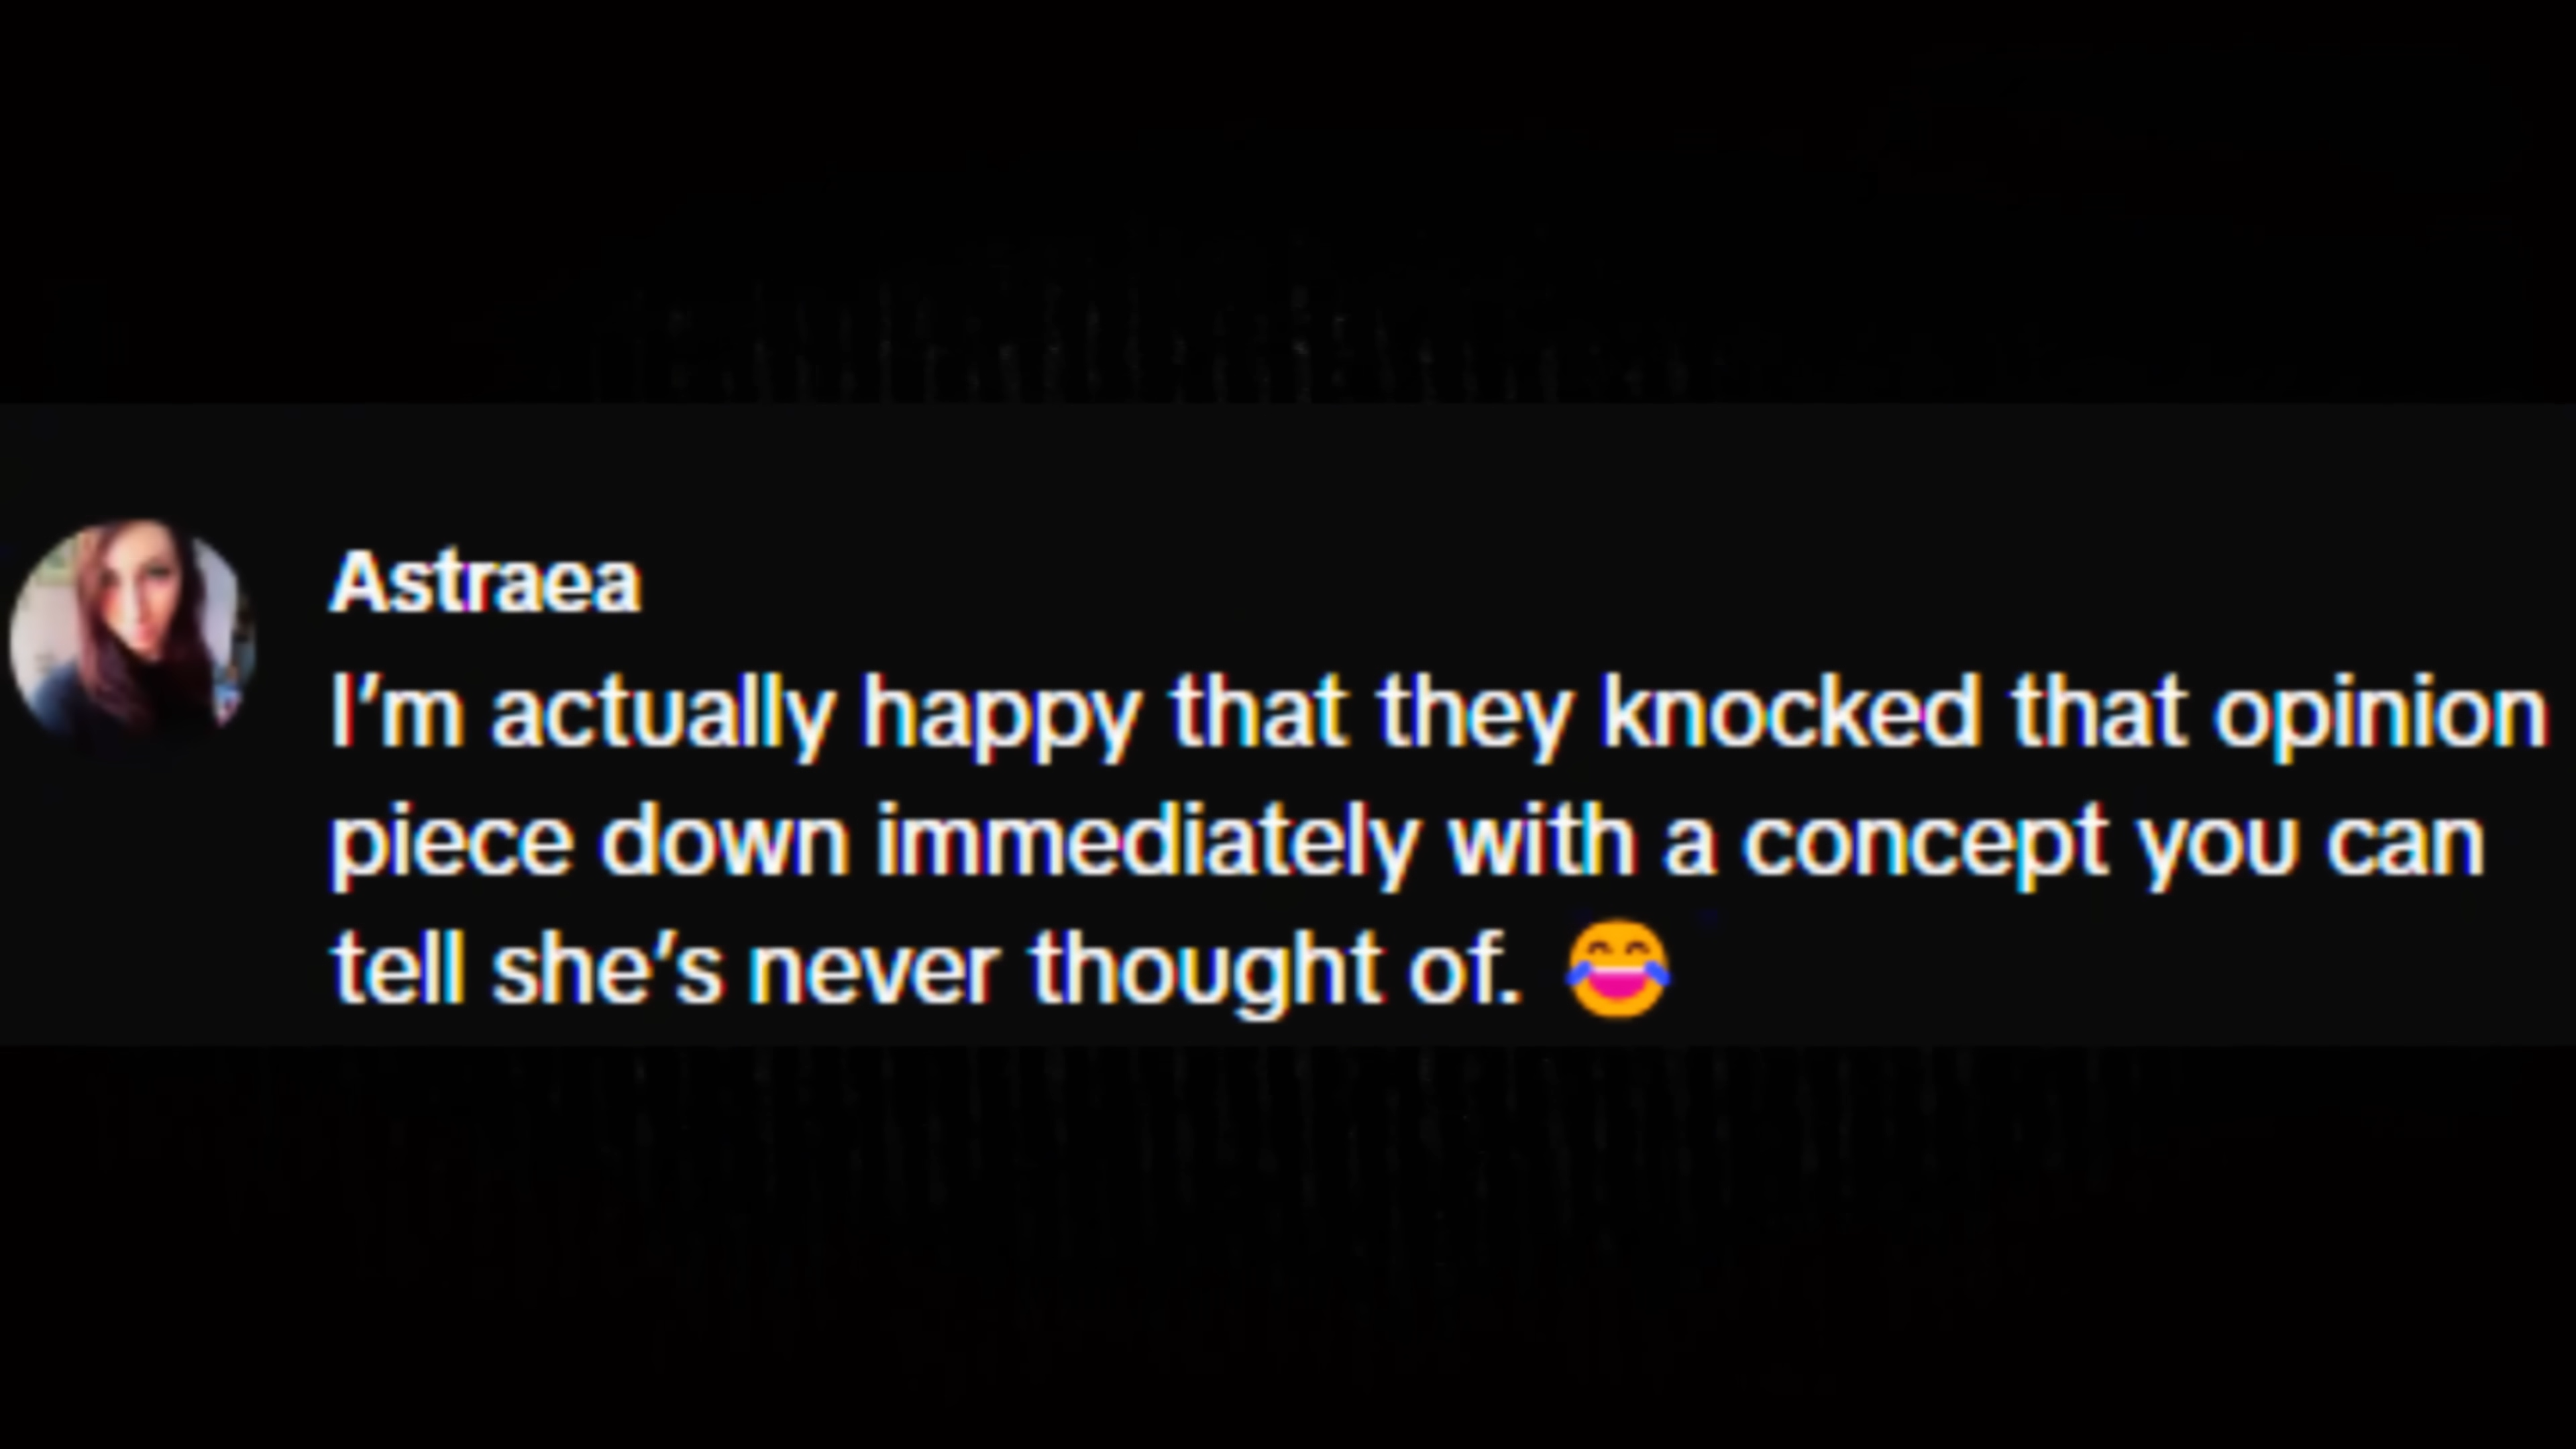 Astraea
I’m actually happy that they knocked that opinion
piece down immediately with a concept you can
tell she’s never thought of. 😂